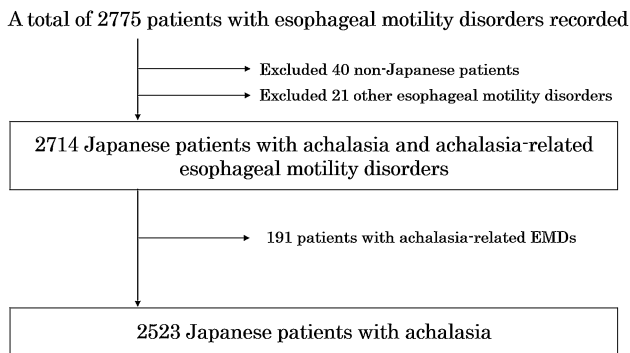 A total of 2775 patients with esophageal motility disorders recorded
Excluded 40 non-Japanese patients
Excluded 21 other esophageal motility disorders
2714 Japanese patients with achalasia and achalasia-related
esophageal motility disorders
191 patients with achalasia-related EMDs
2523 Japanese patients with achalasia